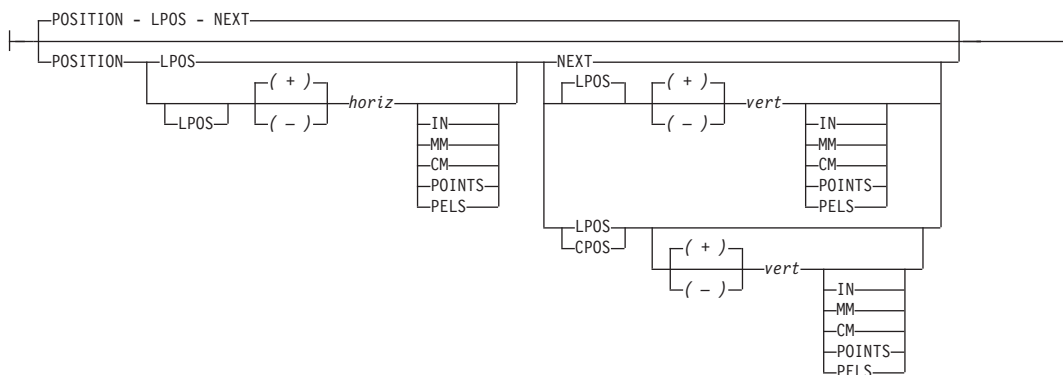 POSITION - LPOS - NEXT
POSITION LPOS NEXT
LPOS ( + ) horiz LPOS ( + ) vert
( – ) ( – )
IN IN
MM MM
CM CM
POINTS POINTS
PELS PELS
LPOS
CPOS ( + ) vert
( – )
IN
MM
CM
POINTS
PELS